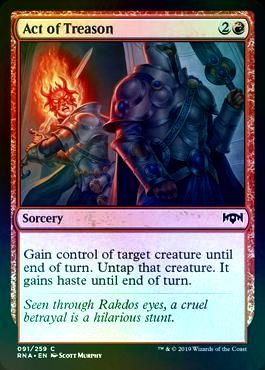 Act of Treason 2
Sorcery
Gain control of target creature until
end of turn. Untap that creature. It
gains haste until end of turn.
Seen through Rakdos eyes, a cruel
betrayal is a hilarious stunt.
091/259 C
RNA • EN Scott Murphy
™ & © 2019 Wizards of the Coast